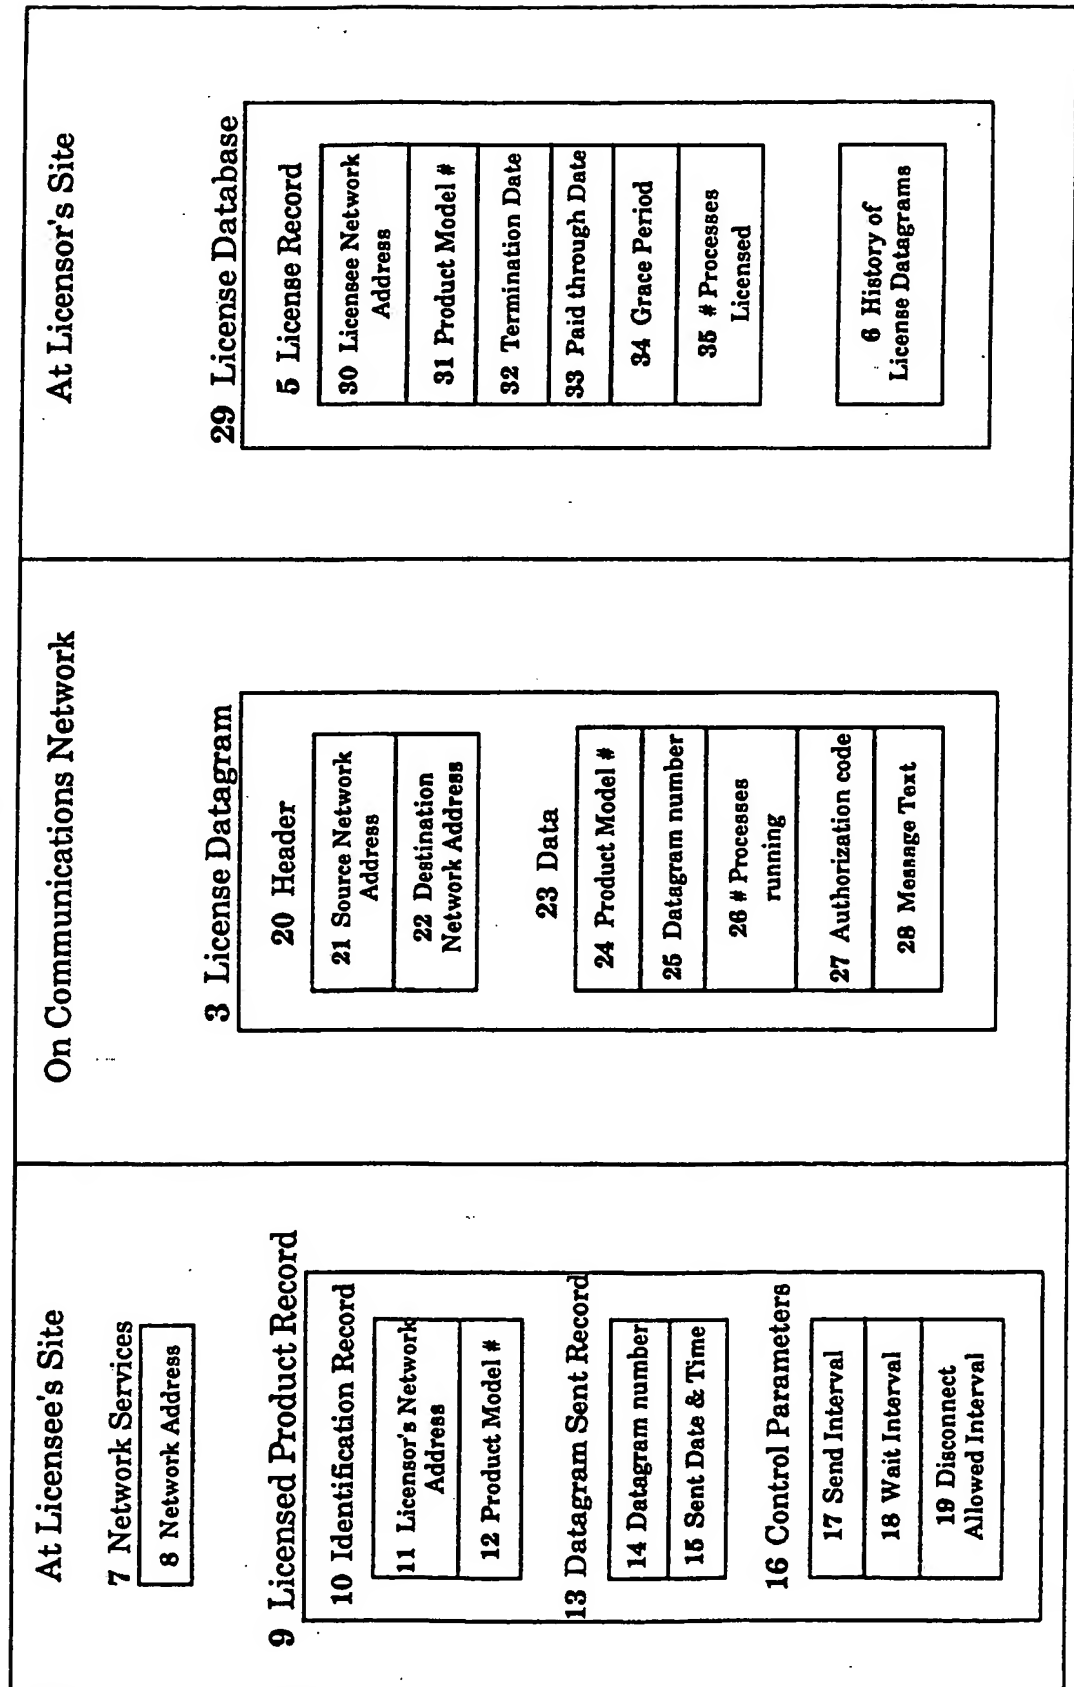 At Licensee's Site
7 Network Services
8 Network Address
9 Licensed Product Record
10 Identification Record
11 Licensor's Network
Address
12 Product Model #
13 Datagram Sent Record
14 Datagram number
15 Sent Date & Time
16 Control Parameters
17 Send Interval
18 Wait Interval
19 Disconnect
Allowed Interval
On Communications Network
3 License Datagram
20 Header
21 Source Network
Address
22 Destination
Network Address
23 Data
24 Product Model #
25 Datagram number
26 # Processes
running
27 Authorization code
28 Message Text
At Licensor's Site
29 License Database
5 License Record
30 Licensee Network
Address
31 Product Model #
32 Termination Date
33 Paid through Date
34 Grace Period
35 # Processes
Licensed
6 History of
License Datagrams